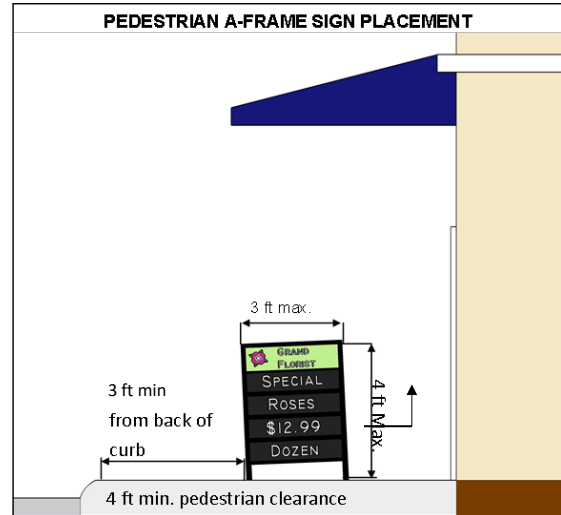 PEDESTRIAN A-FRAME SIGN PLACEMENT
3 ft max.
GRAND
FLORIST
SPECIAL
ROSES
$12.99
DOZEN
4 ft Max.
3 ft min
from back of
curb
4 ft min. pedestrian clearance